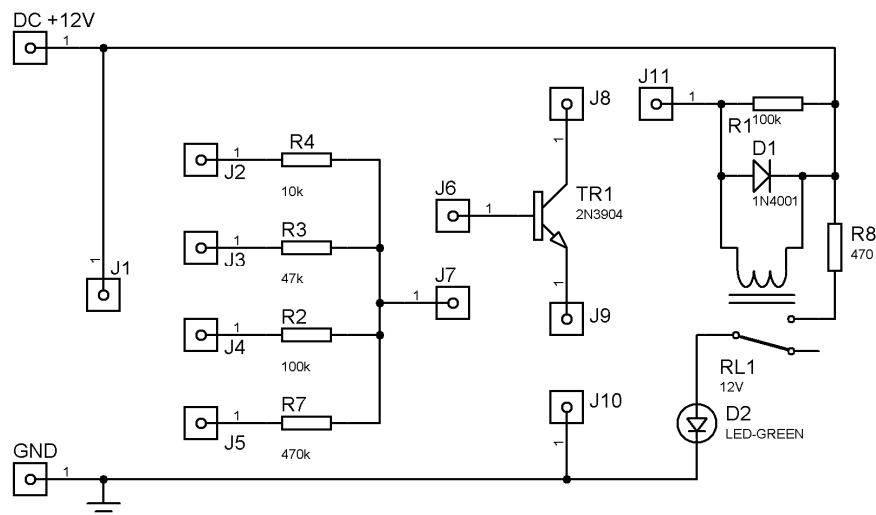 DC +12V
1
J11
1
R1
100k
J8
1
D1
1N4001
J2
1
R4
10k
J6
1
TR1
2N3904
J3
1
R3
47k
R8
470
J1
1
J7
1
J9
1
J4
1
R2
100k
RL1
12V
J5
1
R7
470k
J10
1
D2
LED-GREEN
GND
1